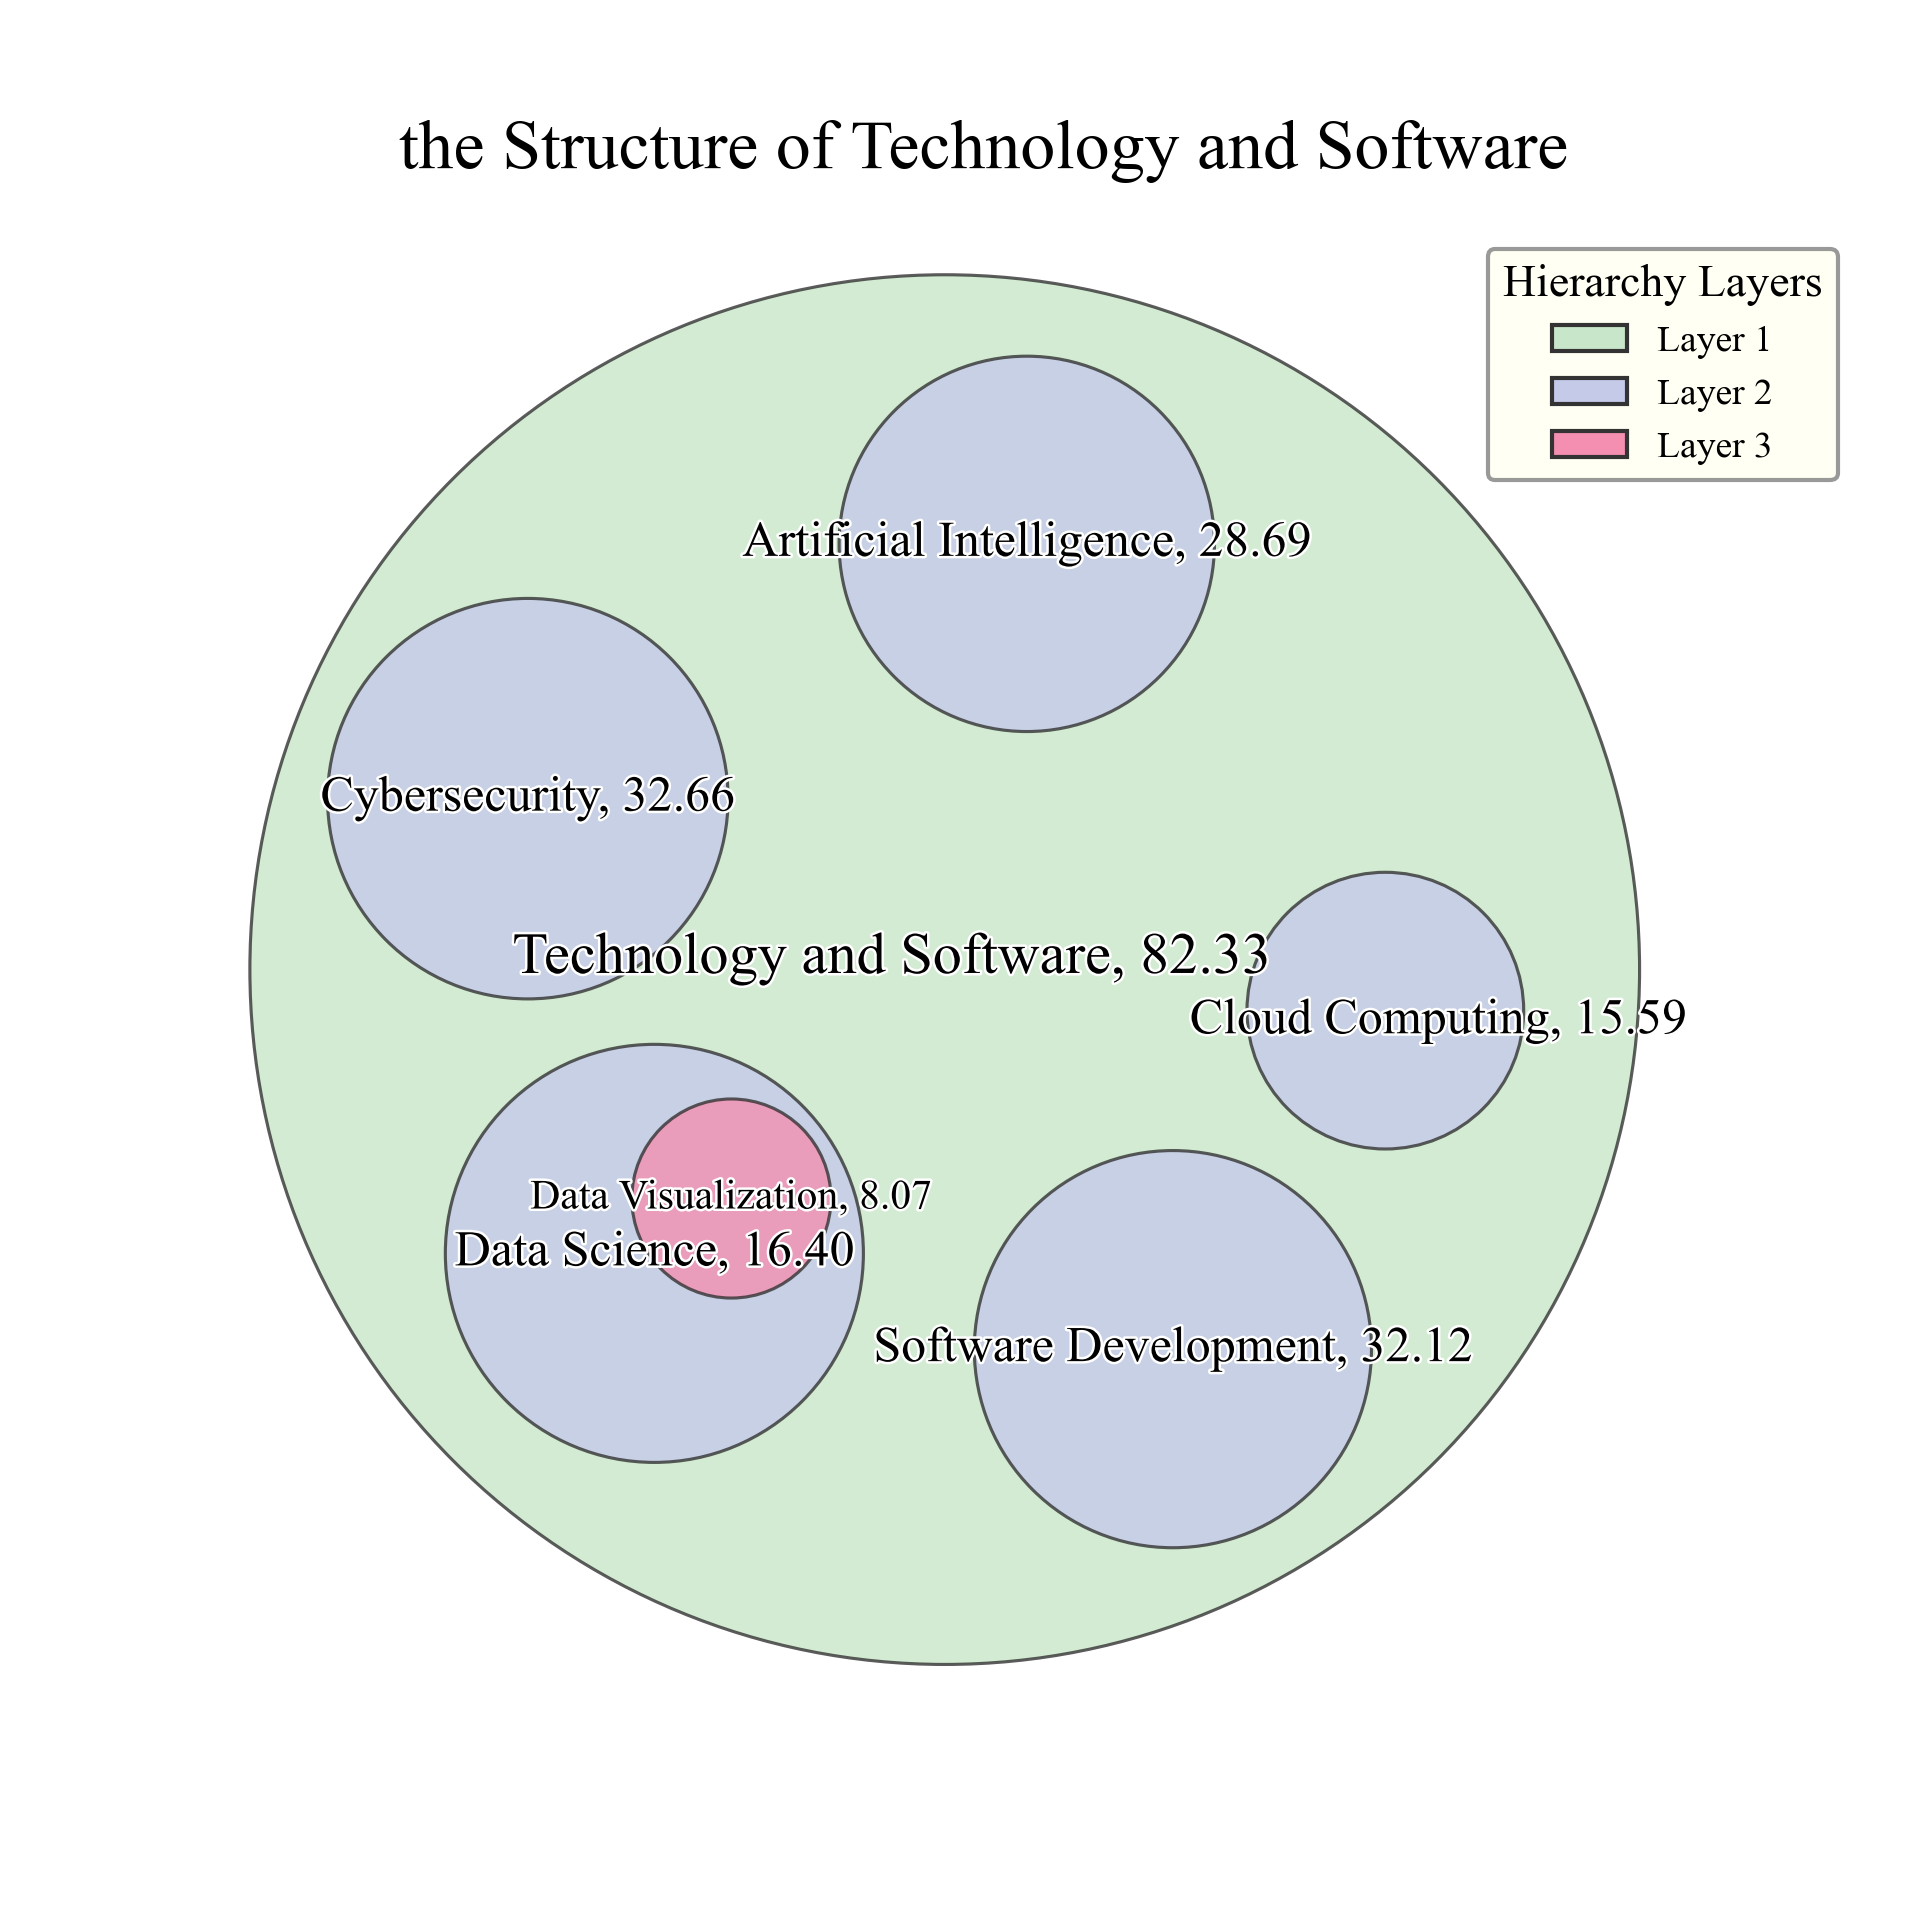 the Structure of Technology and Software
Hierarchy Layers
Layer 1
Layer 2
Layer 3
Artificial Intelligence, 28.69
Cybersecurity, 32.66
Technology and Software, 82.33
Cloud Computing, 15.59
Data Visualization, 8.07
Data Science, 16.40
Software Development, 32.12